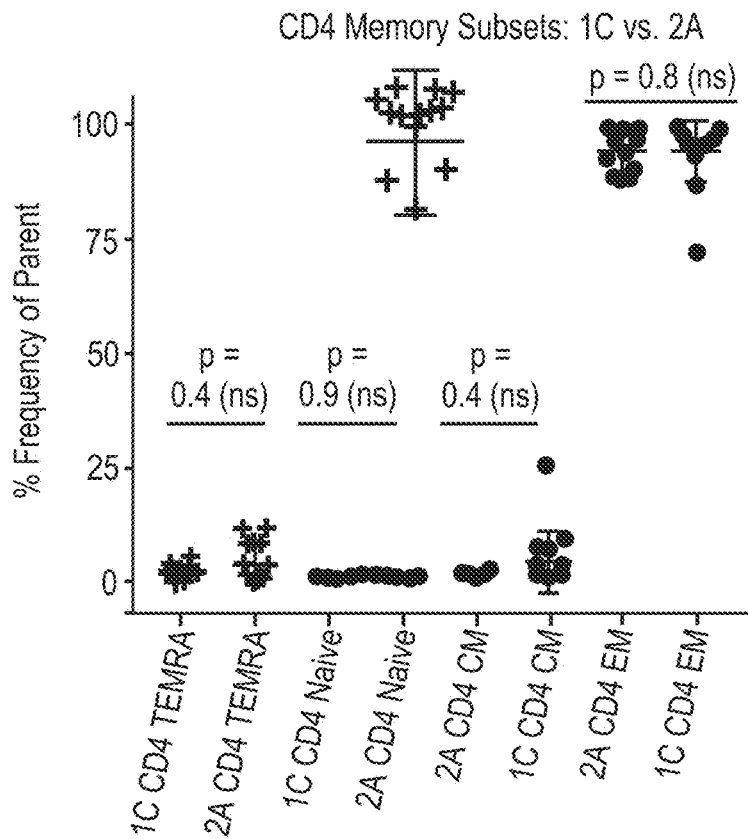 CD4 Memory Subsets: 1C vs. 2A
p = 0.8 (ns)
% Frequency of Parent
100
75
50
25
0
p =
0.4 (ns)
p =
0.9 (ns)
p =
0.4 (ns)
1C CD4 TEMRA
2A CD4 TEMRA
1C CD4 Naive
2A CD4 Naive
2A CD4 CM
1C CD4 CM
2A CD4 EM
1C CD4 EM